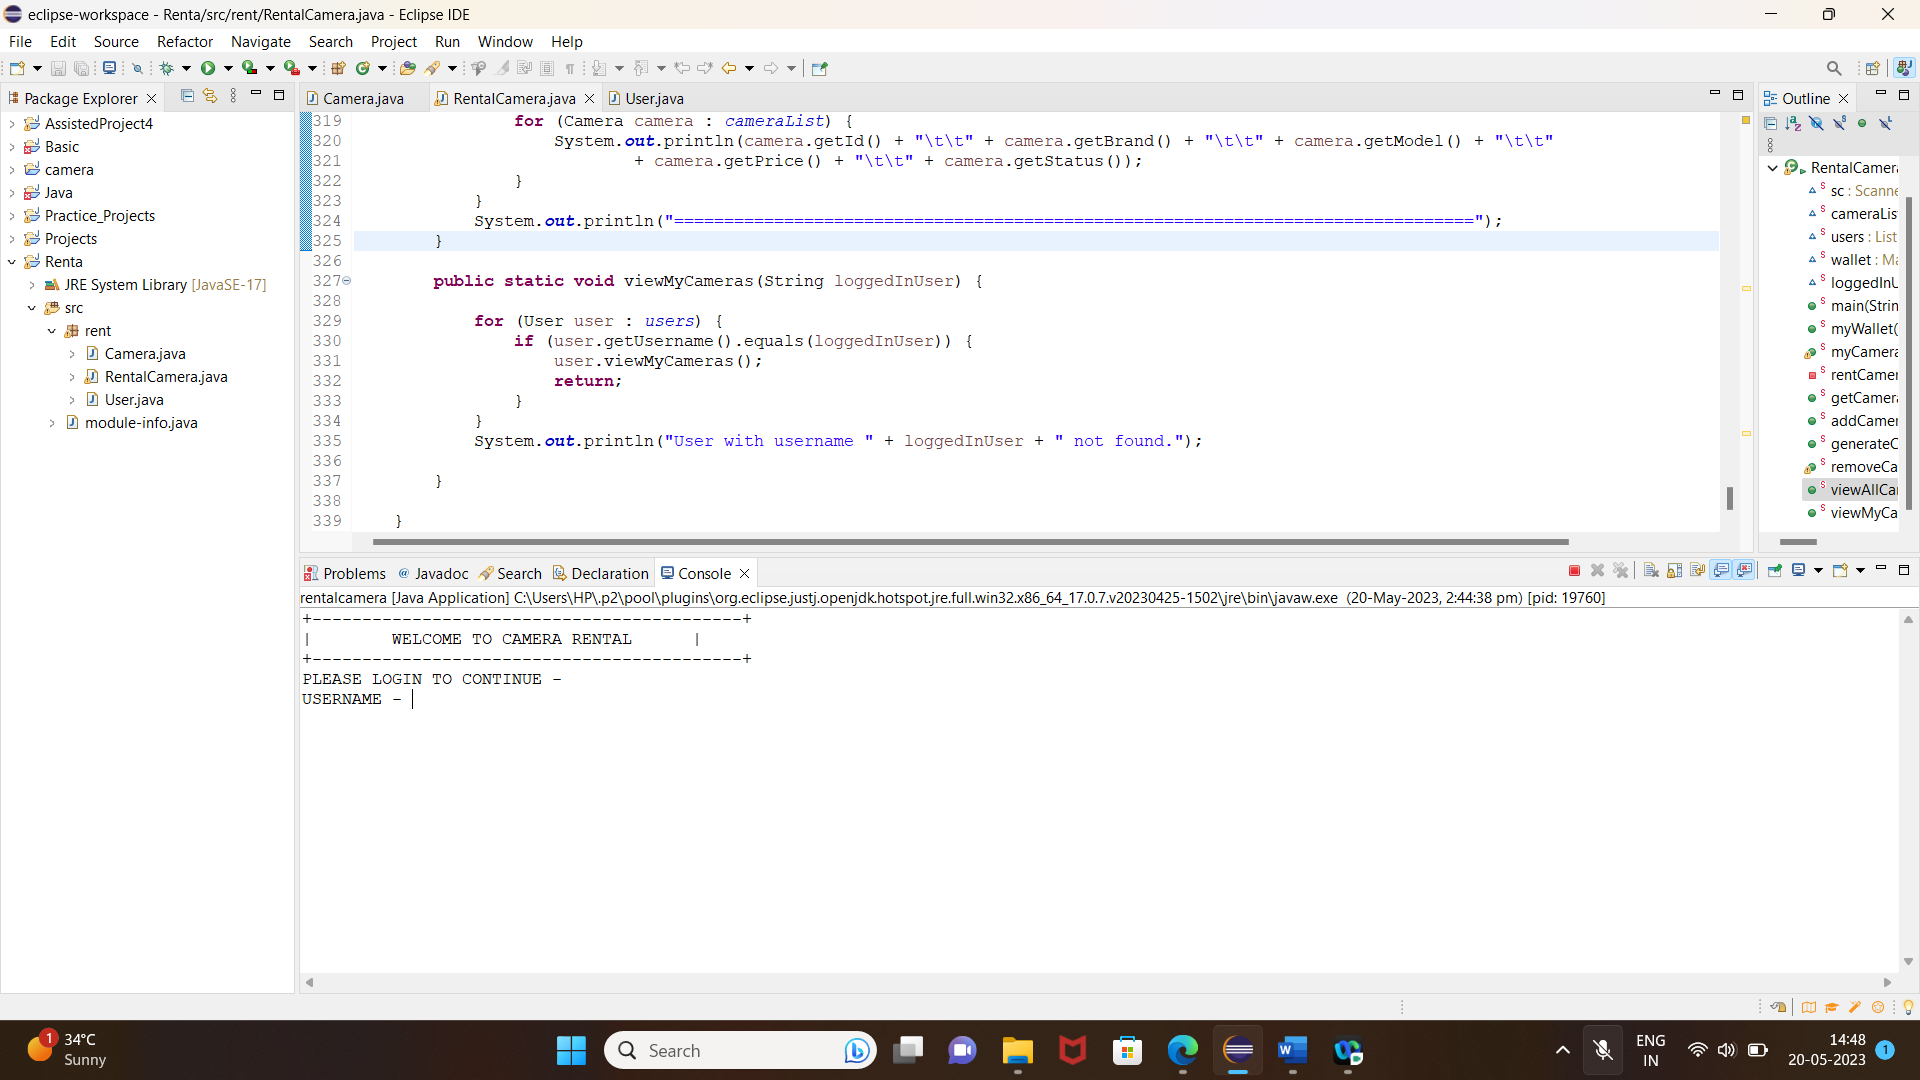 eclipse-workspace - Renta/src/rent/RentalCamera.java - Eclipse IDE
File Edit Source Refactor Navigate Search Project Run Window Help
Package Explorer
AssistedProject4
Basic
camera
Java
Practice_Projects
Projects
Renta
JRE System Library [JavaSE-17]
src
rent
Camera.java
RentalCamera.java
User.java
module-info.java
Camera.java RentalCamera.java User.java
319 for (Camera camera : cameraList) {
320 System.out.println(camera.getId() + "\t\t" + camera.getBrand() + "\t\t" + camera.getModel() + "\t\t"
321 + camera.getPrice() + "\t\t" + camera.getStatus());
322 }
323 }
324 System.out.println("================================================================================");
325 }
326
327 public static void viewMyCameras(String loggedInUser) {
328
329 for (User user : users) {
330 if (user.getUsername().equals(loggedInUser)) {
331 user.viewMyCameras();
332 return;
333 }
334 }
335 System.out.println("User with username " + loggedInUser + " not found.");
336
337 }
338
339 }
Outline
RentalCamera
sc : Scanne
cameraLis
users : List
wallet : Ma
loggedInU
main(Strin
myWallet(
myCamera
rentCamer
getCamera
addCamer
generateC
removeCa
viewAllCa
viewMyCa
Problems Javadoc Search Declaration Console
rentalcamera [Java Application] C:\Users\HP\.p2\pool\plugins\org.eclipse.justj.openjdk.hotspot.jre.full.win32.x86_64_17.0.7.v20230425-1502\jre\bin\javaw.exe (20-May-2023, 2:44:38 pm) [pid: 19760]
+-------------------------------------------+
| WELCOME TO CAMERA RENTAL |
+-------------------------------------------+
PLEASE LOGIN TO CONTINUE -
USERNAME -
1
34°C
Sunny
Search
ENG
IN
14:48
20-05-2023
1